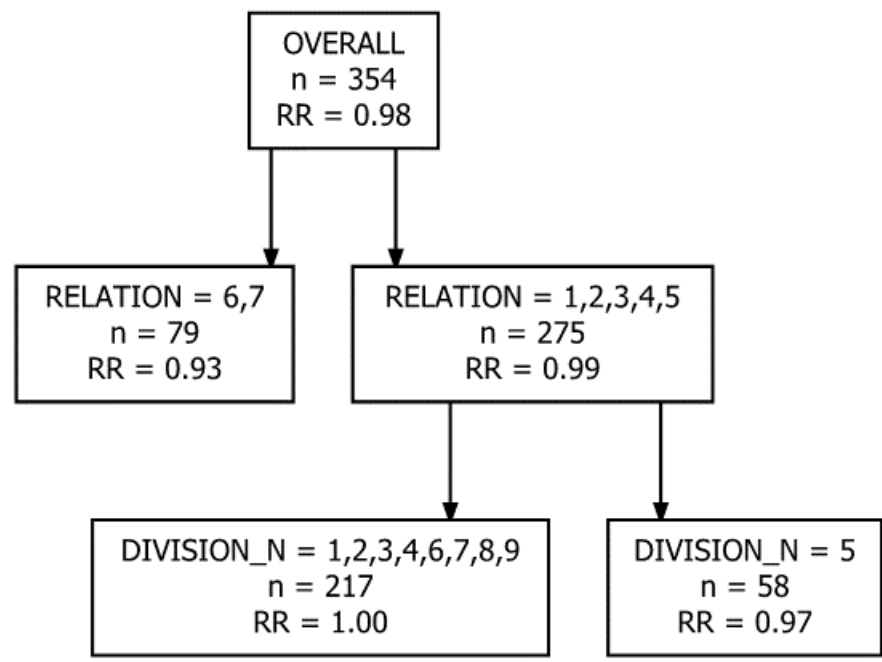 OVERALL
n = 354
RR = 0.98
RELATION = 6,7
n = 79
RR = 0.93
RELATION = 1,2,3,4,5
n = 275
RR = 0.99
DIVISION_N = 1,2,3,4,6,7,8,9
n = 217
RR = 1.00
DIVISION_N = 5
n = 58
RR = 0.97